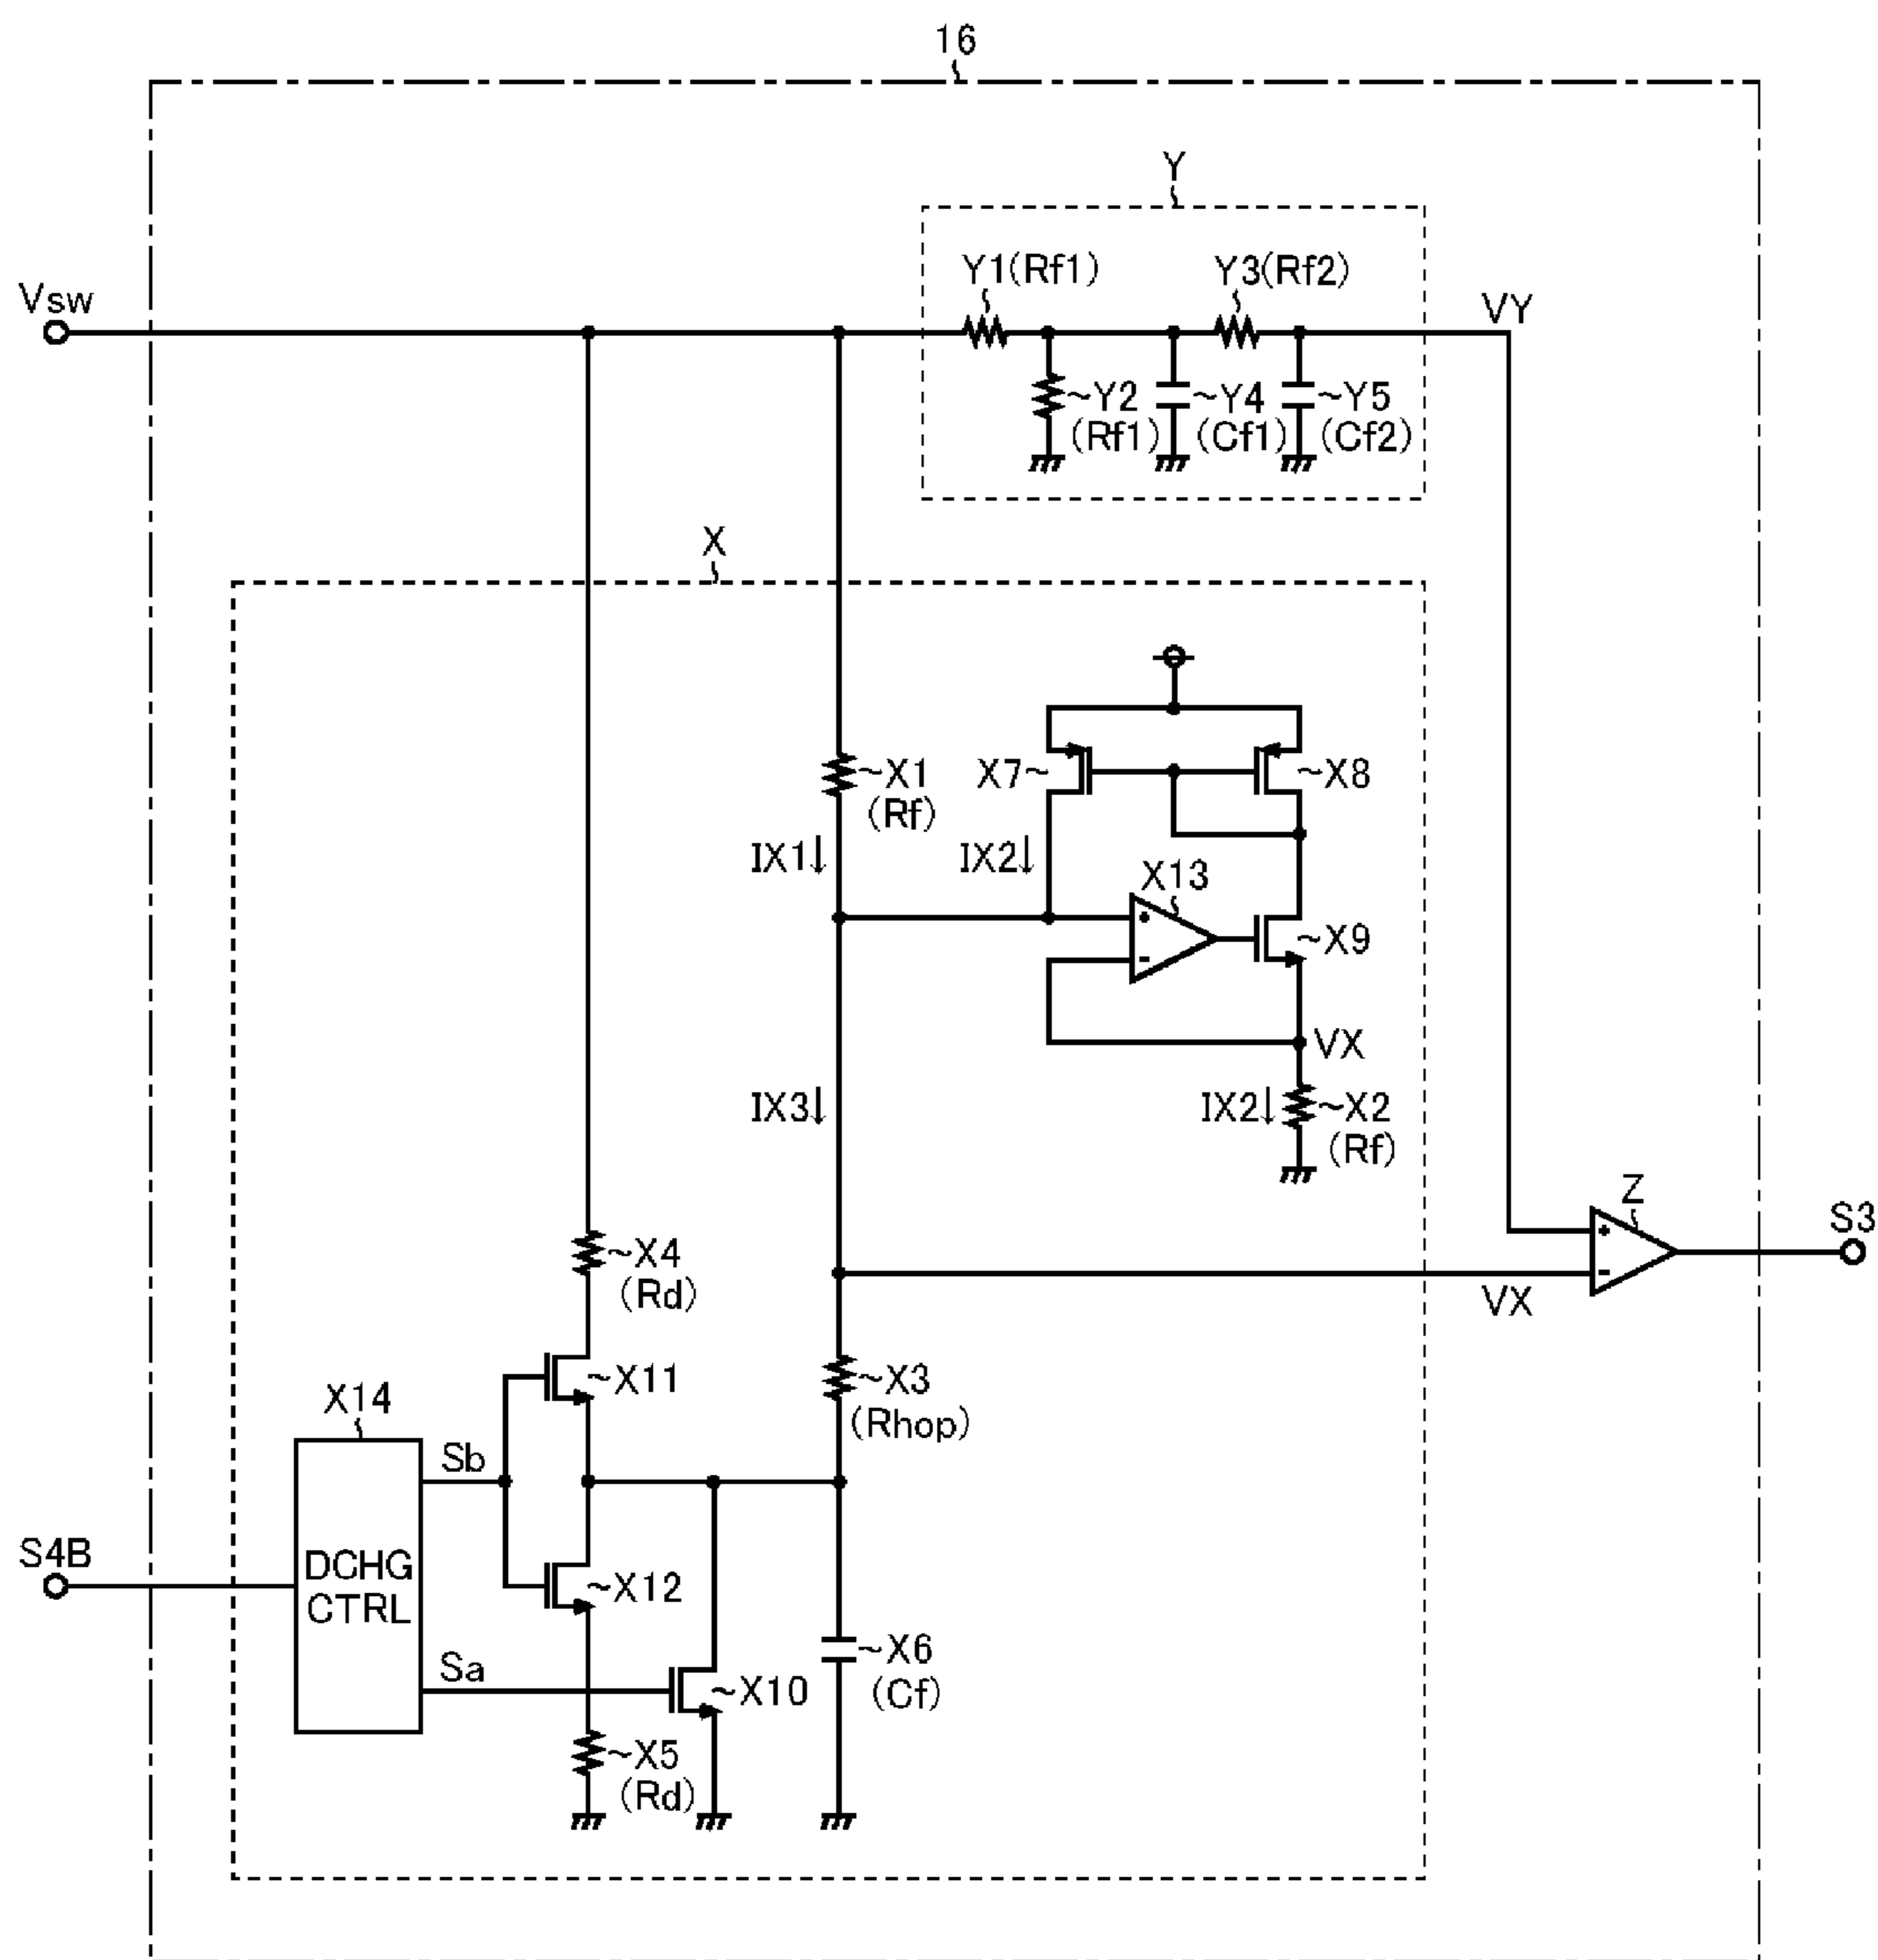 16
Y
Y1(Rf1)
Y3(Rf2)
VY
Vsw
~Y2
(Rf1)
~Y4
(Cf1)
~Y5
(Cf2)
X
~X1
(Rf)
X7~
~X8
IX1↓
IX2↓
X13
~X9
VX
IX3↓
IX2↓
~X2
(Rf)
Z
S3
~X4
(Rd)
VX
~X11
~X3
(Rhop)
X14
Sb
S4B
DCHG
CTRL
~X12
Sa
~X10
~X6
(Cf)
~X5
(Rd)